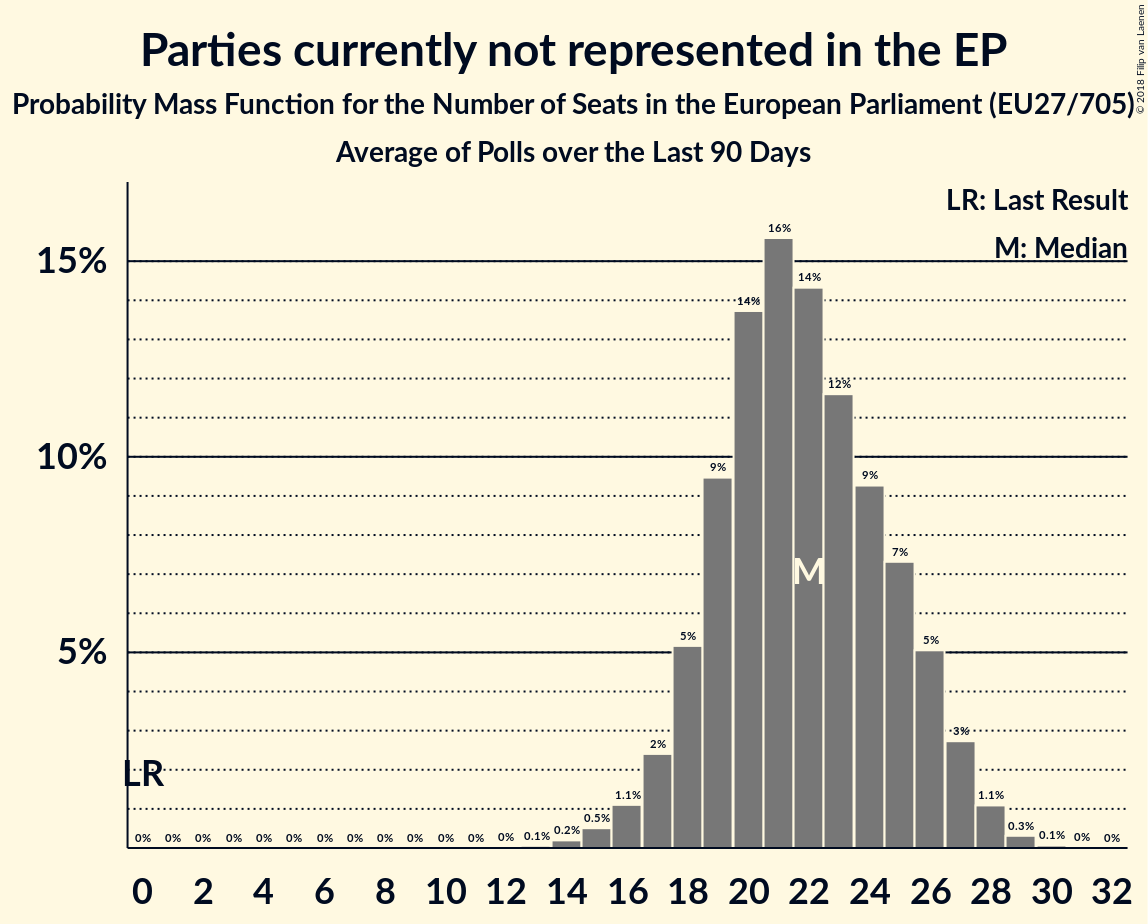 Parties currently not represented in the EP
Probability Mass Function for the Number of Seats in the European Parliament (EU27/705)
Average of Polls over the Last 90 Days
© 2018 Filip van Laenen
LR: Last Result
M: Median
15%
10%
5%
0% 0% 0% 0% 0% 0% 0% 0% 0% 0% 0% 0% 0% 0.1% 0.2% 0.5% 1.1% 2% 5% 9% 14% 16% 14% 12% 9% 7% 5% 3% 1.1% 0.3% 0.1% 0% 0%
M
LR
0 2 4 6 8 10 12 14 16 18 20 22 24 26 28 30 32